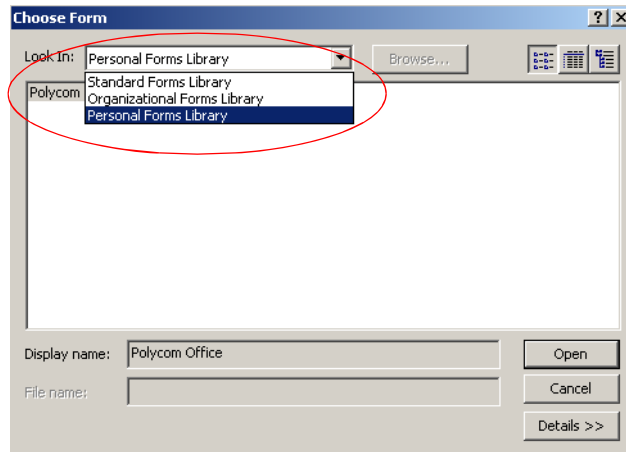 Choose Form
Look In: Personal Forms Library Browse...
Standard Forms Library
Polycom
Organizational Forms Library
Personal Forms Library
Display name: Polycom Office Open
File name: Cancel
Details >>